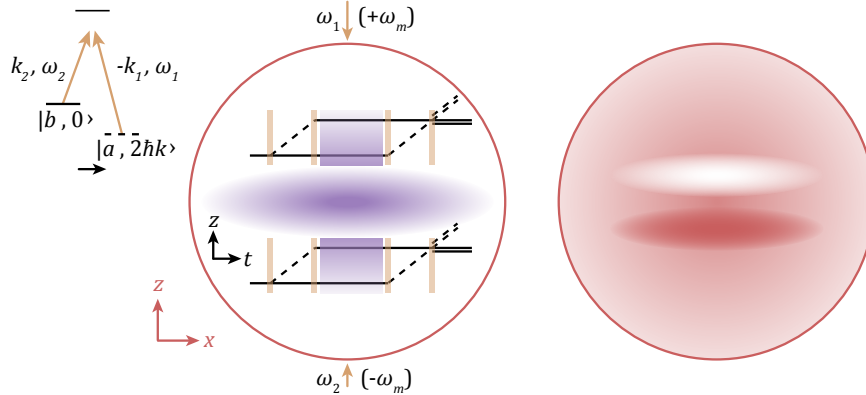 ω₁ (+ωₘ)
k₂, ω₂
-k₁, ω₁
|b , 0›
|a , 2ħk›
z
t
z
x
ω₂ (-ωₘ)